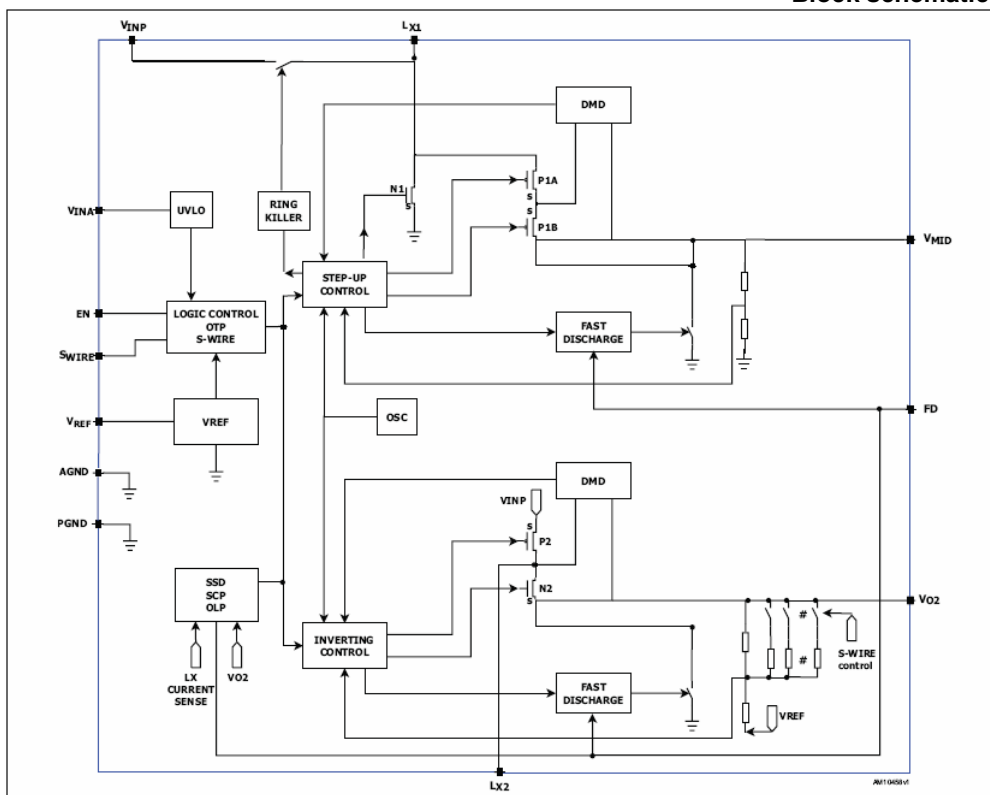 Block schematic
VINP
LX1
DMD
P1A
S
S
P1B
N1
S
VINA
UVLO
RING
KILLER
VMID
STEP-UP
CONTROL
EN
LOGIC CONTROL
OTP
S-WIRE
SWIRE
FAST
DISCHARGE
VREF
VREF
OSC
FD
AGND
PGND
DMD
VINP
S
P2
N2
S
SSD
SCP
OLP
VO2
#
S-WIRE
control
#
INVERTING
CONTROL
LX
CURRENT
SENSE
VO2
FAST
DISCHARGE
VREF
LX2
AM10458v1